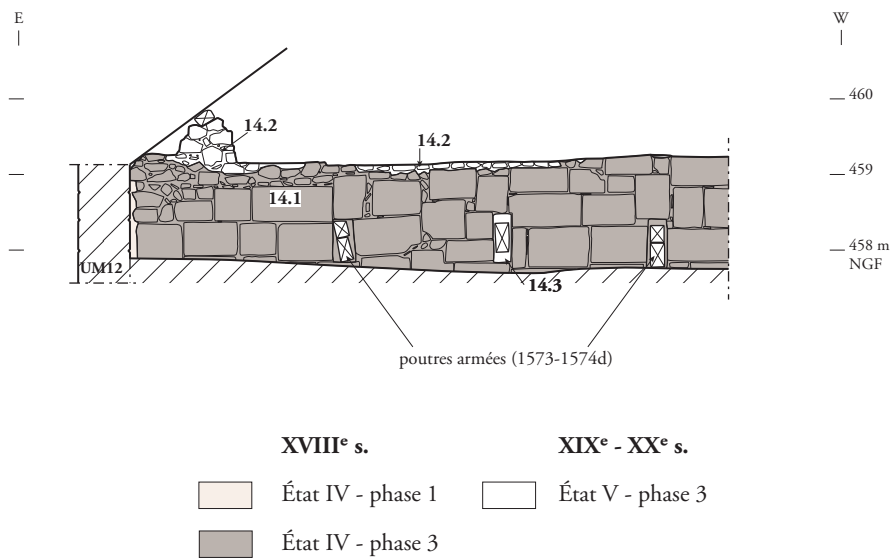 E
W
460
14.2
14.2
459
14.1
458 m
NGF
UM12
14.3
poutres armées (1573-1574d)
XVIIIᵉ s.
XIXᵉ - XXᵉ s.
État IV - phase 1
État V - phase 3
État IV - phase 3